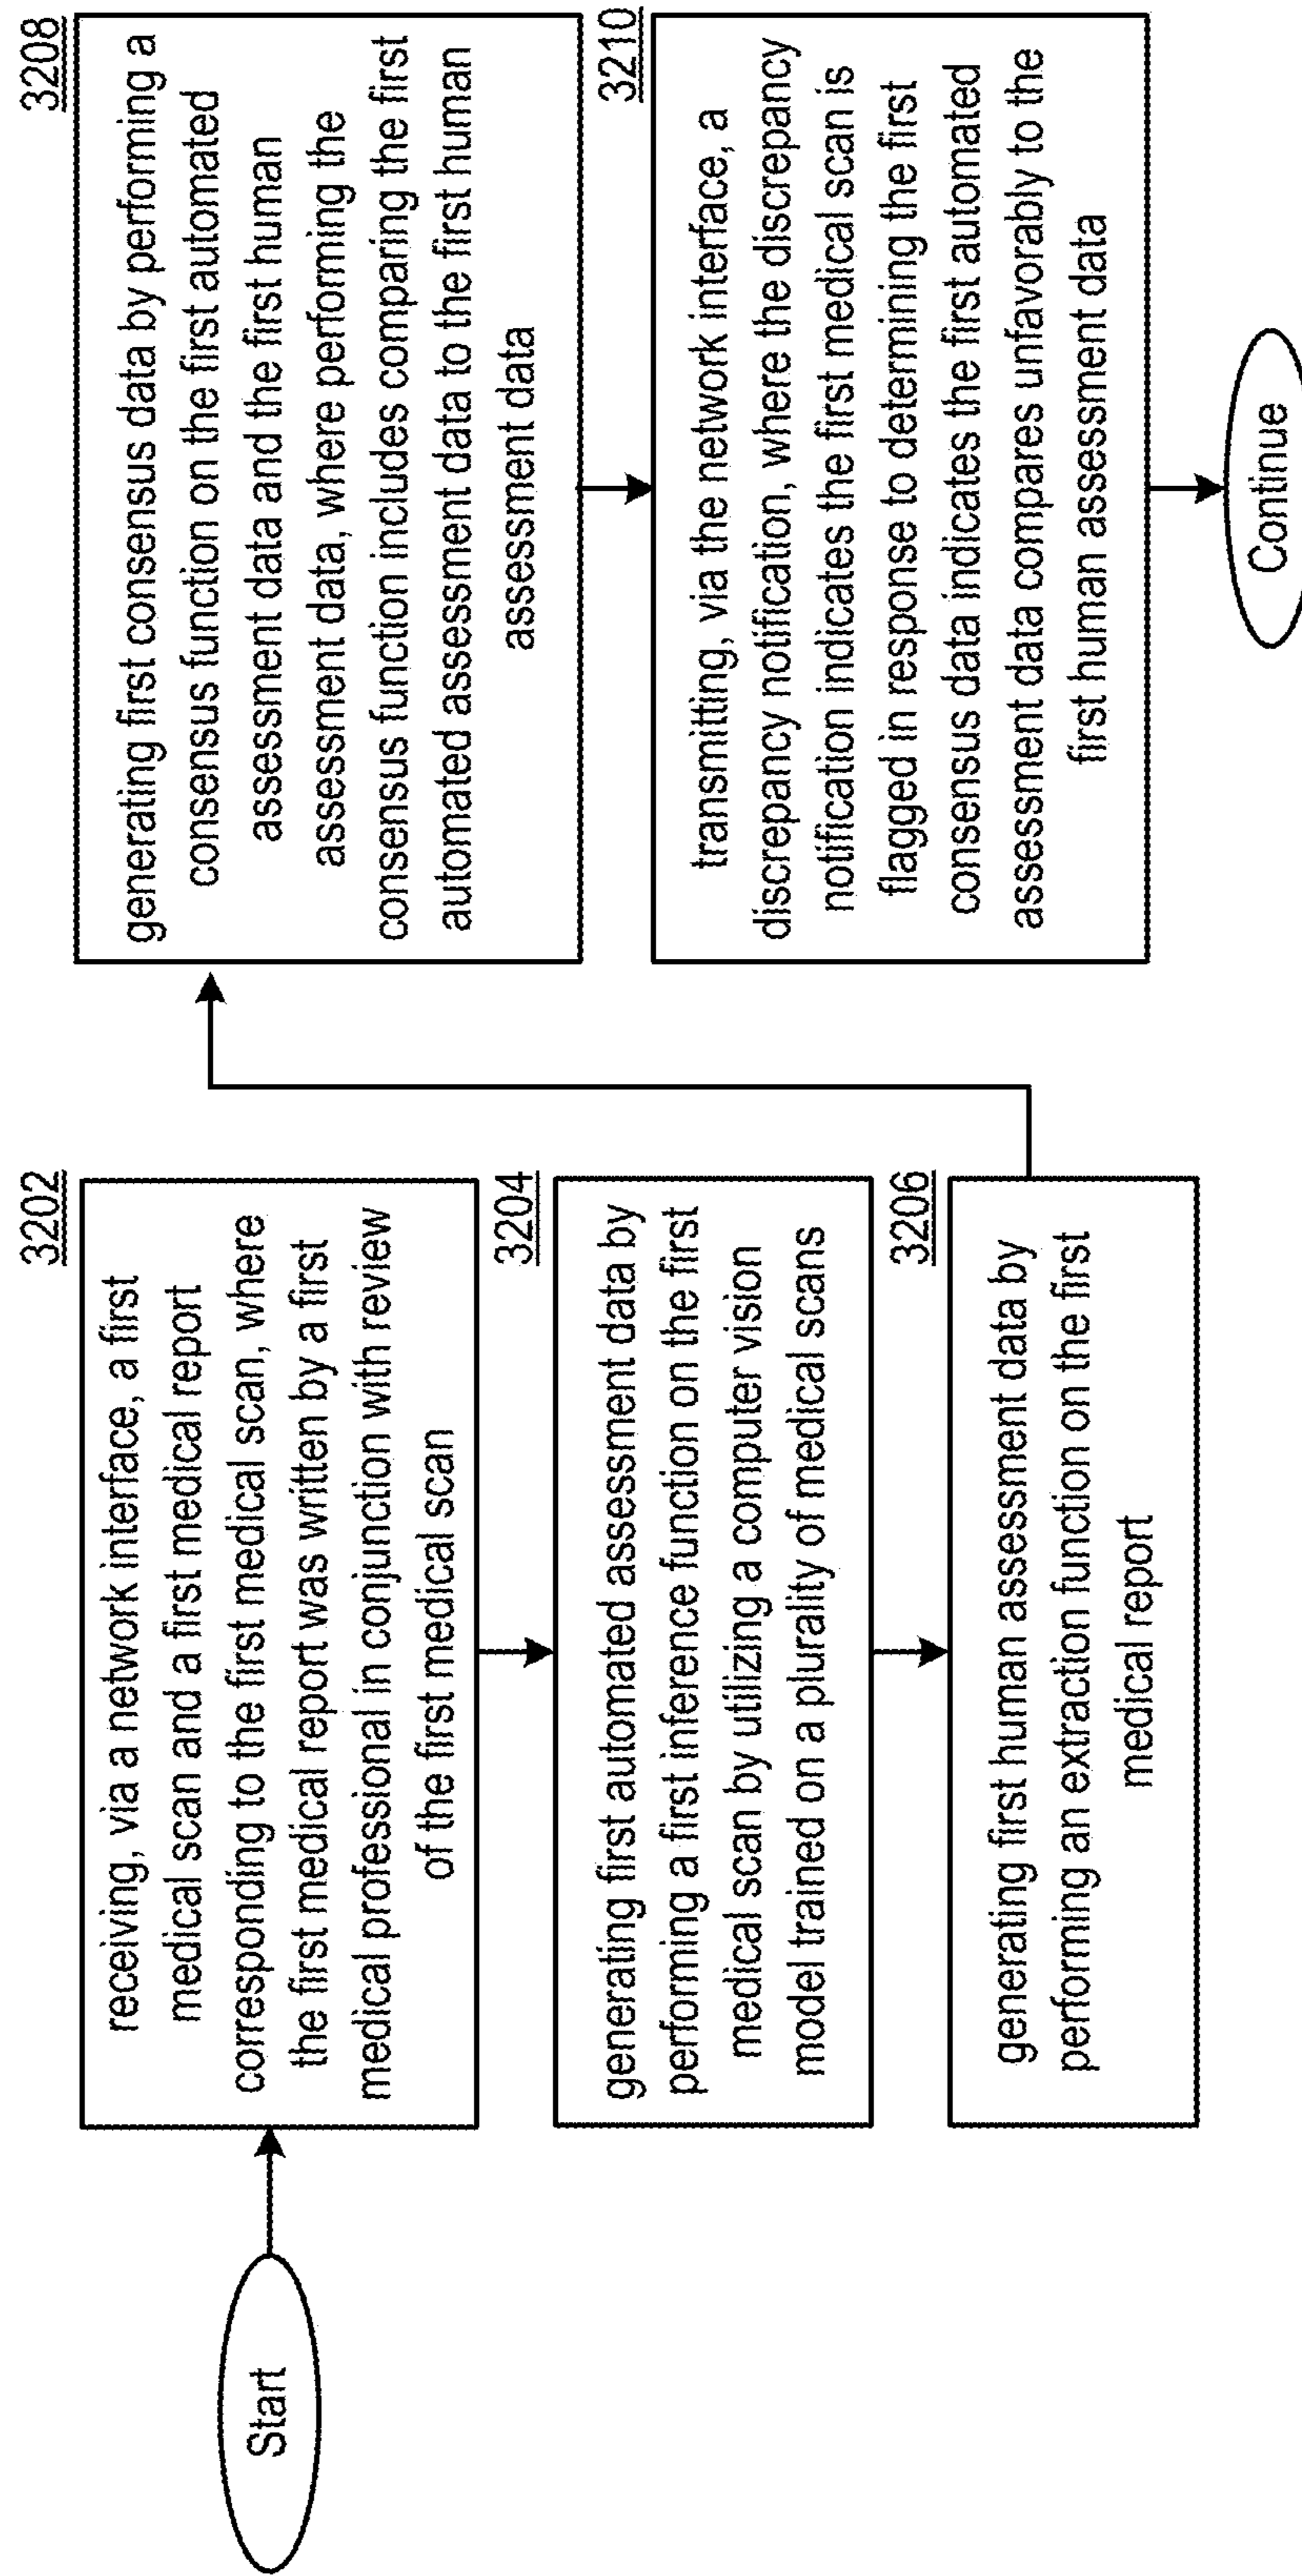 Start
3202
receiving, via a network interface, a first
medical scan and a first medical report
corresponding to the first medical scan, where
the first medical report was written by a first
medical professional in conjunction with review
of the first medical scan
3204
generating first automated assessment data by
performing a first inference function on the first
medical scan by utilizing a computer vision
model trained on a plurality of medical scans
3206
generating first human assessment data by
performing an extraction function on the first
medical report
3208
generating first consensus data by performing a
consensus function on the first automated
assessment data and the first human
assessment data, where performing the
consensus function includes comparing the first
automated assessment data to the first human
assessment data
3210
transmitting, via the network interface, a
discrepancy notification, where the discrepancy
notification indicates the first medical scan is
flagged in response to determining the first
consensus data indicates the first automated
assessment data compares unfavorably to the
first human assessment data
Continue